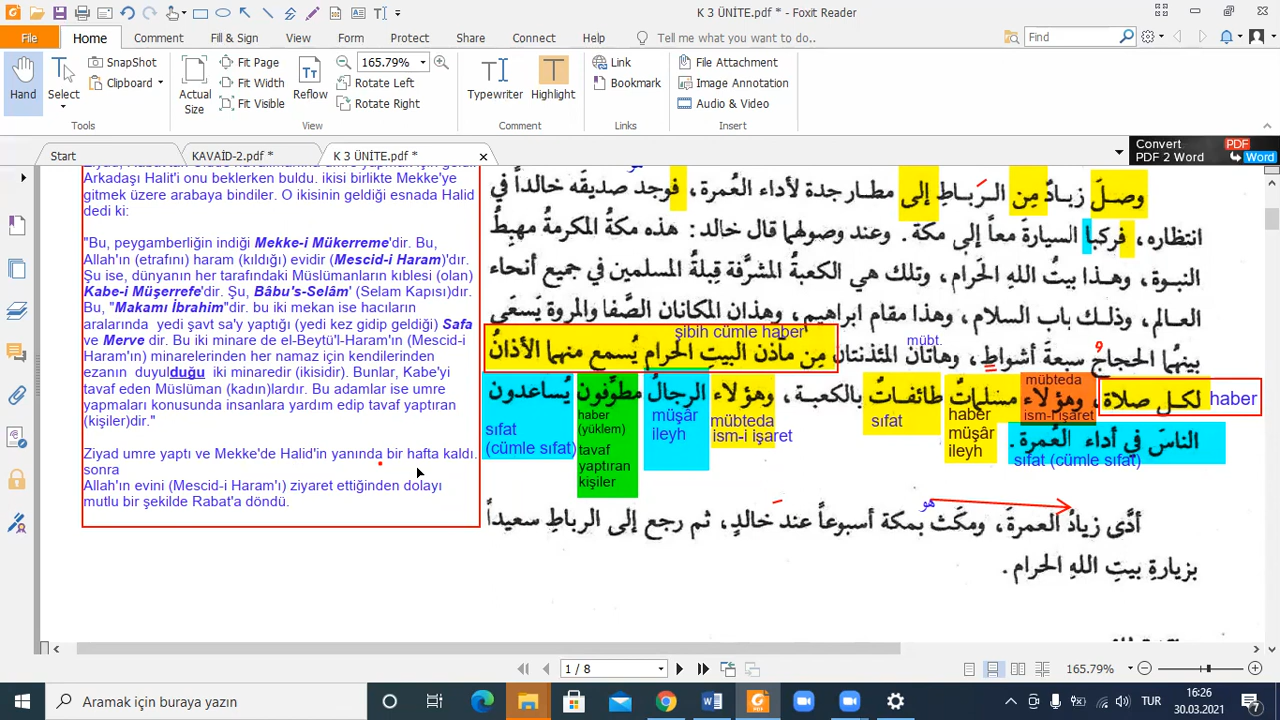 K 3 ÜNİTE.pdf * - Foxit Reader
File Home Comment Fill & Sign View Form Protect Share Connect Help Tell me what you want to do.. Find
Hand
Select
SnapShot
Clipboard
Actual Size
Fit Page
Fit Width
Fit Visible
Reflow
165.79%
Rotate Left
Rotate Right
Typewriter
Highlight
Link
Bookmark
File Attachment
Image Annotation
Audio & Video
Tools View Comment Links Insert
Start KAVAİD-2.pdf * K 3 ÜNİTE.pdf *
Convert PDF
PDF 2 Word Word
Arkadaşı Halit'i onu beklerken buldu. ikisi birlikte Mekke'ye
gitmek üzere arabaya bindiler. O ikisinin geldiği esnada Halid
dedi ki:
"Bu, peygamberliğin indiği Mekke-i Mükerreme'dir. Bu,
Allah'ın (etrafını) haram (kıldığı) evidir (Mescid-i Haram)'dır.
Şu ise, dünyanın her tarafındaki Müslümanların kıblesi (olan)
Kabe-i Müşerrefe'dir. Şu, Bâbu's-Selâm' (Selam Kapısı)dır.
Bu, "Makamı İbrahim"dir. bu iki mekan ise hacıların
aralarında yedi şavt sa'y yaptığı (yedi kez gidip geldiği) Safa
ve Merve dir. Bu iki minare de el-Beytü'l-Haram'ın (Mescid-i
Haram'ın) minarelerinden her namaz için kendilerinden
ezanın duyulduğu iki minaredir (ikisidir). Bunlar, Kabe'yi
tavaf eden Müslüman (kadın)lardır. Bu adamlar ise umre
yapmaları konusunda insanlara yardım edip tavaf yaptıran
(kişiler)dir."
Ziyad umre yaptı ve Mekke'de Halid'in yanında bir hafta kaldı.
sonra
Allah'ın evini (Mescid-i Haram'ı) ziyaret ettiğinden dolayı
mutlu bir şekilde Rabat'a döndü.
وصلَ زيادٌ مِن الرَباطِ إلى مطار جدة لأداء العُمرة، فوجد صديقَه خالداً في
انتظاره، فركبا السيارةَ معاً إلى مكة. وعند وصولهما قال خالد: هذه مكةُ المكرمةُ مهبِطُ
النبوة، وهذا بيتُ اللهِ الحَرام، وتلك هي الكعبةُ المشرَّفة قِبلةُ المسلمين في جميع أنحاء
العالم، وذلك باب السلام، وهذا مقام ابراهيم، وهذان المكانان الصَّفا والمروة يَسعَى
şibih cümle haber
بينهُما الحجاجُ سبعةَ أشواطٍ، وهاتان المئذنتان مِن مآذن البيتِ الحَرام يُسمع منهما الأذانُ
و
mübt.
لكل صلاة، وهؤلاء مسلماتٌ طائفاتٌ بالكعبة، وهؤلاء الرجالُ مطوِّفون يُساعدون
haber
mübteda
ism-i işaret
haber
müşâr
ileyh
sıfat
mübteda
ism-i işaret
müşâr
ileyh
haber
(yüklem)
tavaf
yaptıran
kişiler
sıfat
(cümle sıfat)
الناسَ في أداء العُمرة.
sıfat (cümle sıfat)
هو
أدَّى زيادُ العمرةَ، ومكَث بمكة أسبوعاً عند خالدٍ، ثم رجع إلى الرباطِ سعيداً
بزيارةِ بيتِ اللهِ الحرام.
1 / 8
165.79%
Aramak için buraya yazın
TUR
16:26
30.03.2021
7